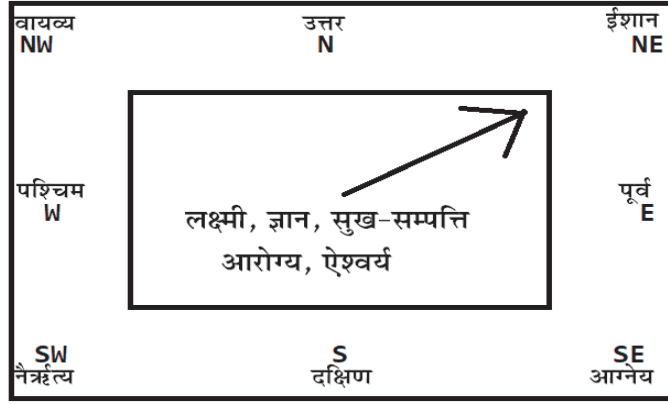 वायव्य
NW
उत्तर
N
ईशान
NE
पश्चिम
W
पूर्व
E
लक्ष्मी, ज्ञान, सुख-सम्पत्ति
आरोग्य, ऐश्वर्य
SW
नैर्ऋत्य
S
दक्षिण
SE
आग्नेय